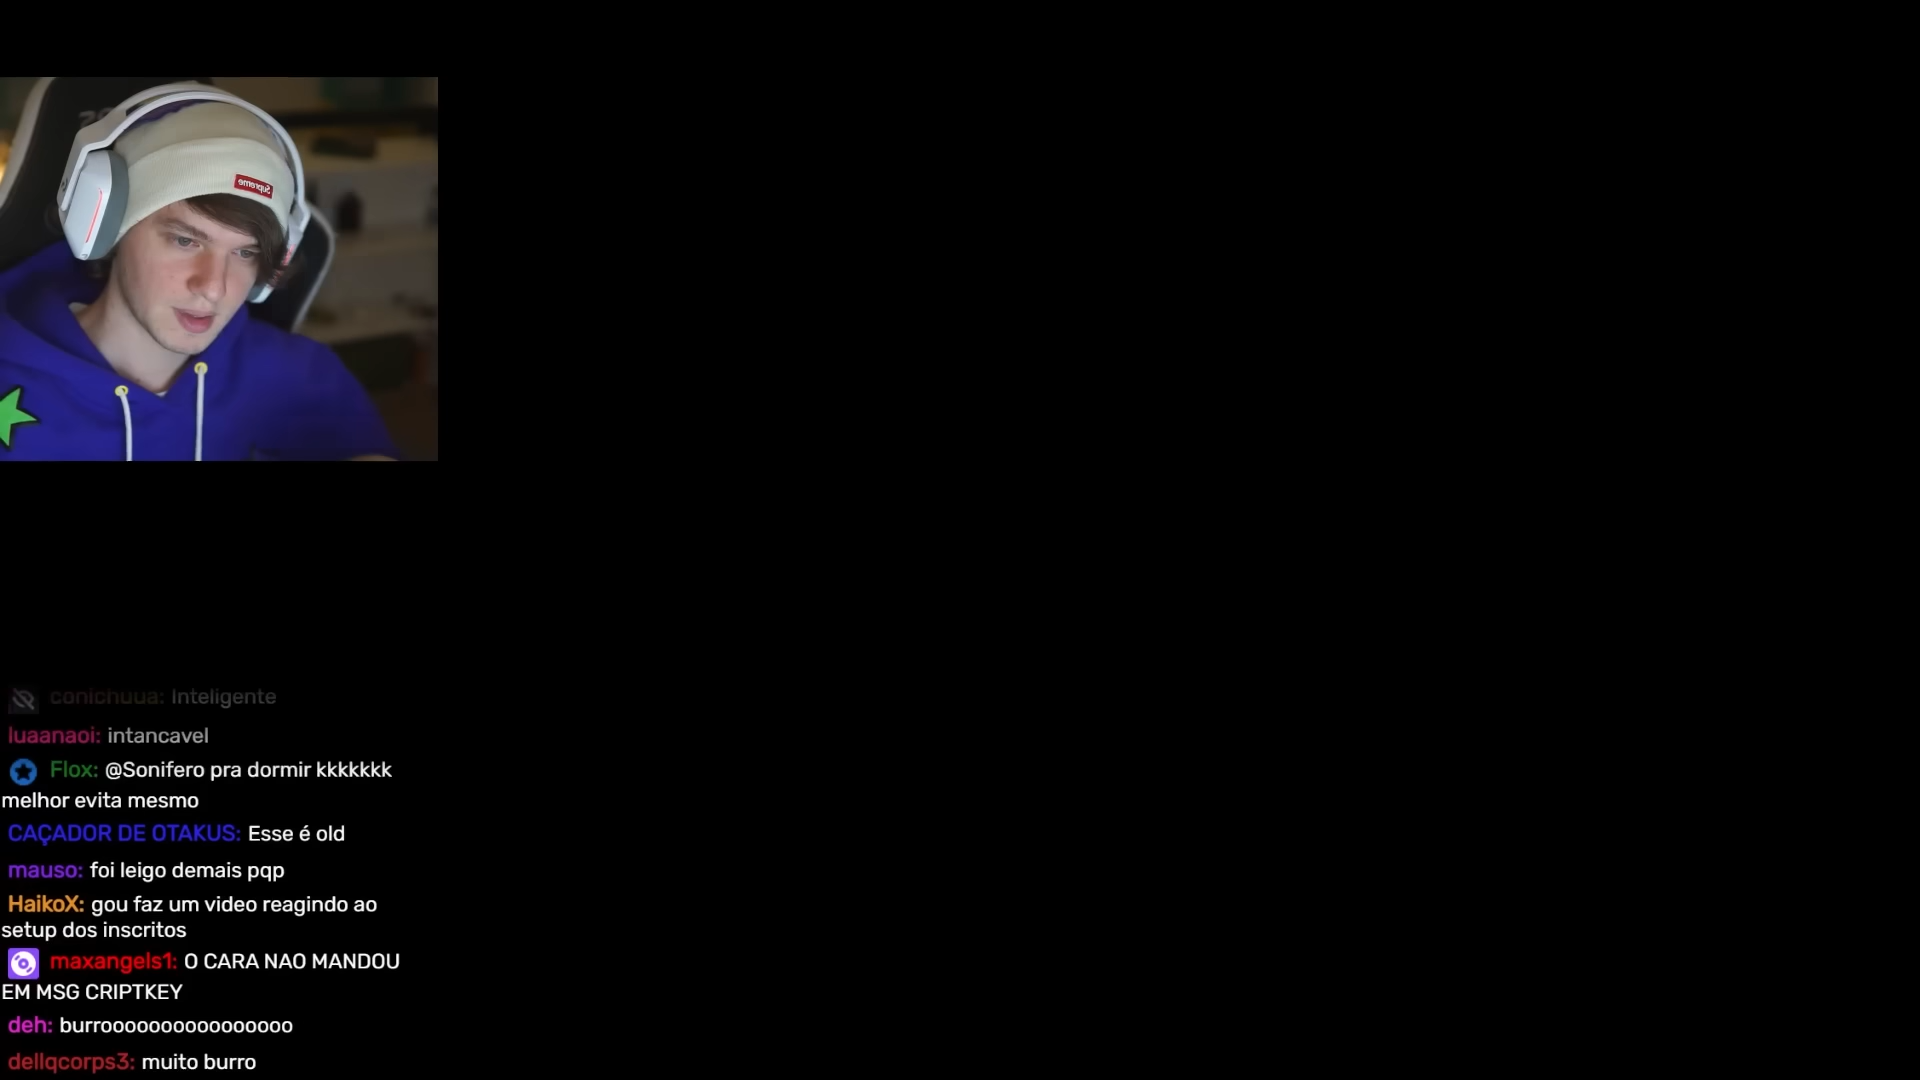 Supreme
conichuua: Inteligente
luaanaoi: intancavel
Flox: @Sonifero pra dormir kkkkkkk
melhor evita mesmo
CAÇADOR DE OTAKUS: Esse é old
mauso: foi leigo demais pqp
HaikoX: gou faz um video reagindo ao
setup dos inscritos
maxangels1: O CARA NAO MANDOU
EM MSG CRIPTKEY
deh: burroooooooooooooooo
dellqcorps3: muito burro